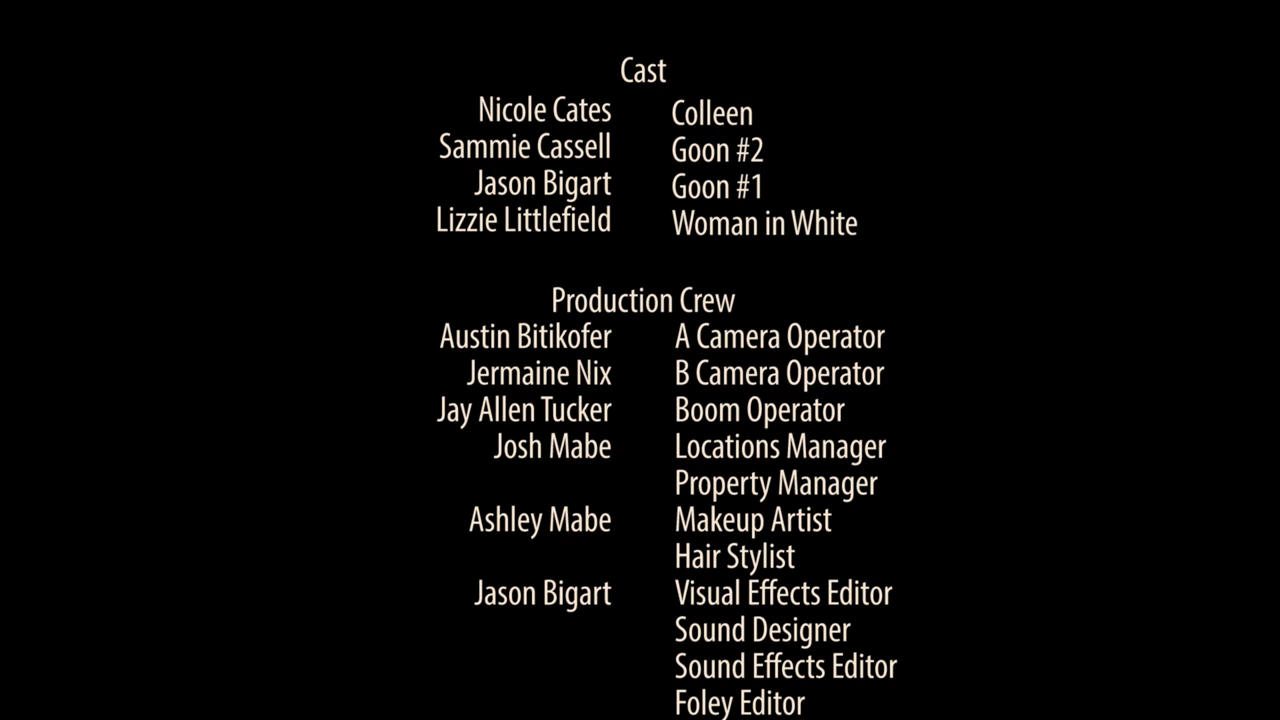 Cast
Nicole Cates Colleen
Sammie Cassell Goon #2
Jason Bigart Goon #1
Lizzie Littlefield Woman in White
Production Crew
Austin Bitikofer A Camera Operator
Jermaine Nix B Camera Operator
Jay Allen Tucker Boom Operator
Josh Mabe Locations Manager
Property Manager
Ashley Mabe Makeup Artist
Hair Stylist
Jason Bigart Visual Effects Editor
Sound Designer
Sound Effects Editor
Foley Editor